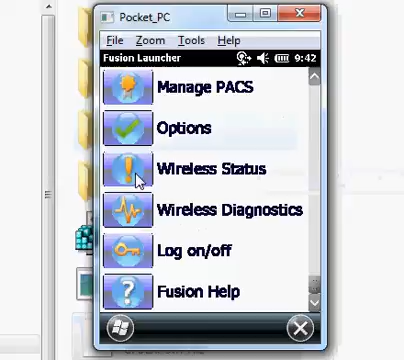 Pocket_PC
File Zoom Tools Help
Fusion Launcher 9:42
Manage PACS
Options
Wireless Status
Wireless Diagnostics
Log on/off
Fusion Help